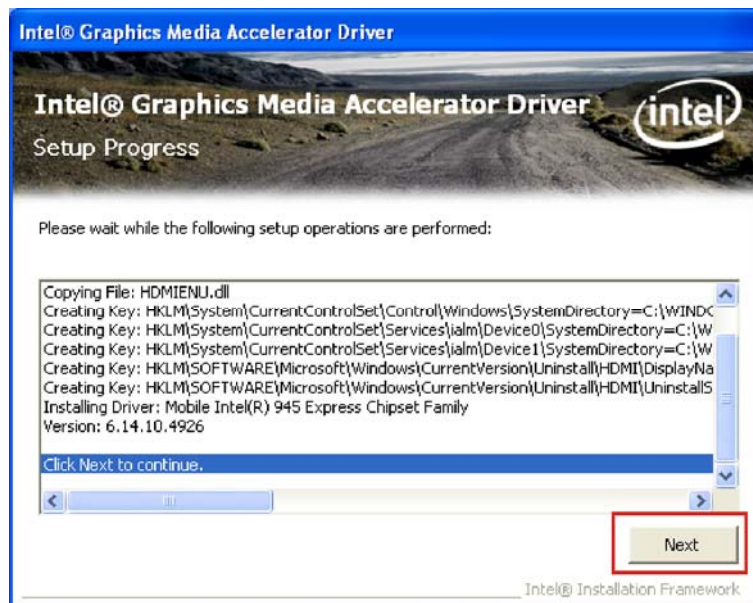 Intel® Graphics Media Accelerator Driver
Intel® Graphics Media Accelerator Driver
Setup Progress
intel
Please wait while the following setup operations are performed:
Copying File: HDMIENU.dll
Creating Key: HKLM\System\CurrentControlSet\Control\Windows\SystemDirectory=C:\WIND
Creating Key: HKLM\System\CurrentControlSet\Services\ialm\Device0\SystemDirectory=C:\W
Creating Key: HKLM\System\CurrentControlSet\Services\ialm\Device1\SystemDirectory=C:\W
Creating Key: HKLM\SOFTWARE\Microsoft\Windows\CurrentVersion\Uninstall\HDMI\DisplayNa
Creating Key: HKLM\SOFTWARE\Microsoft\Windows\CurrentVersion\Uninstall\HDMI\UninstallS
Installing Driver: Mobile Intel(R) 945 Express Chipset Family
Version: 6.14.10.4926
Click Next to continue.
Next
Intel® Installation Framework